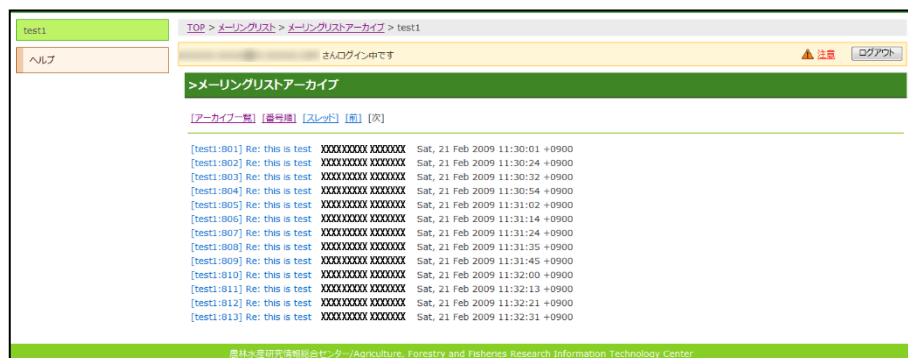 test1
ヘルプ
TOP > メーリングリスト > メーリングリストアーカイブ > test1
さんログイン中です
注意
ログアウト
>メーリングリストアーカイブ
[アーカイブ一覧] [番号順] [スレッド] [前] [次]
[test1:801] Re: this is test XXXXXXXXX XXXXXXX Sat, 21 Feb 2009 11:30:01 +0900
[test1:802] Re: this is test XXXXXXXXX XXXXXXX Sat, 21 Feb 2009 11:30:24 +0900
[test1:803] Re: this is test XXXXXXXXX XXXXXXX Sat, 21 Feb 2009 11:30:32 +0900
[test1:804] Re: this is test XXXXXXXXX XXXXXXX Sat, 21 Feb 2009 11:30:54 +0900
[test1:805] Re: this is test XXXXXXXXX XXXXXXX Sat, 21 Feb 2009 11:31:02 +0900
[test1:806] Re: this is test XXXXXXXXX XXXXXXX Sat, 21 Feb 2009 11:31:14 +0900
[test1:807] Re: this is test XXXXXXXXX XXXXXXX Sat, 21 Feb 2009 11:31:24 +0900
[test1:808] Re: this is test XXXXXXXXX XXXXXXX Sat, 21 Feb 2009 11:31:35 +0900
[test1:809] Re: this is test XXXXXXXXX XXXXXXX Sat, 21 Feb 2009 11:31:45 +0900
[test1:810] Re: this is test XXXXXXXXX XXXXXXX Sat, 21 Feb 2009 11:32:00 +0900
[test1:811] Re: this is test XXXXXXXXX XXXXXXX Sat, 21 Feb 2009 11:32:13 +0900
[test1:812] Re: this is test XXXXXXXXX XXXXXXX Sat, 21 Feb 2009 11:32:21 +0900
[test1:813] Re: this is test XXXXXXXXX XXXXXXX Sat, 21 Feb 2009 11:32:31 +0900
農林水産研究情報総合センター/Agriculture, Forestry and Fisheries Research Information Technology Center